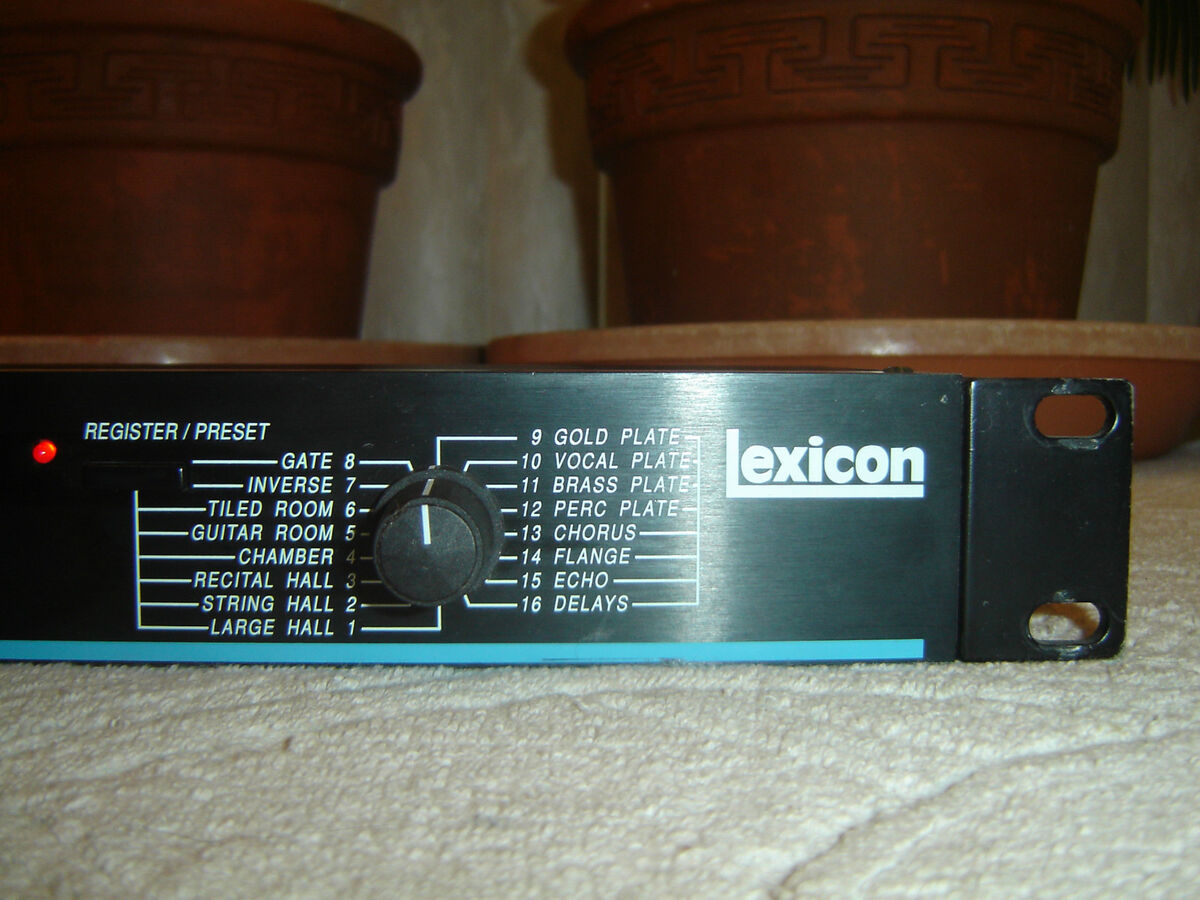 REGISTER / PRESET
GATE 8
INVERSE 7
TILED ROOM 6
GUITAR ROOM 5
CHAMBER 4
RECITAL HALL 3
STRING HALL 2
LARGE HALL 1
9 GOLD PLATE
10 VOCAL PLATE
11 BRASS PLATE
12 PERC PLATE
13 CHORUS
14 FLANGE
15 ECHO
16 DELAYS
Lexicon